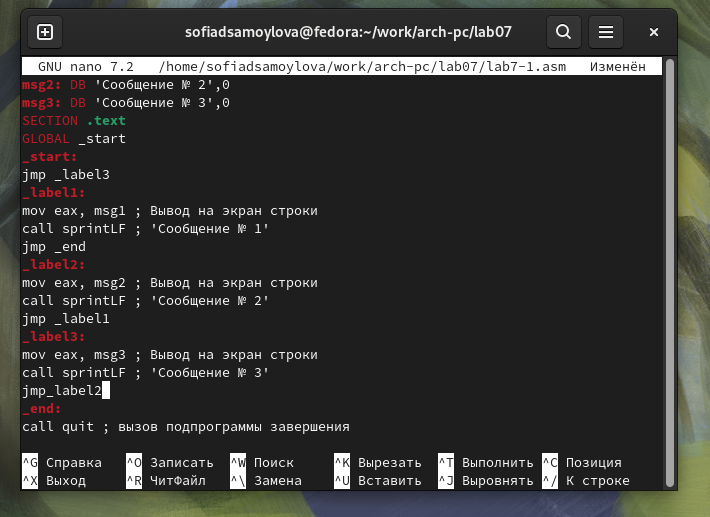 sofiadsamoylova@fedora:~/work/arch-pc/lab07
GNU nano 7.2 /home/sofiadsamoylova/work/arch-pc/lab07/lab7-1.asm Изменён
msg2: DB 'Сообщение № 2',0
msg3: DB 'Сообщение № 3',0
SECTION .text
GLOBAL _start
_start:
jmp _label3
_label1:
mov eax, msg1 ; Вывод на экран строки
call sprintLF ; 'Сообщение № 1'
jmp _end
_label2:
mov eax, msg2 ; Вывод на экран строки
call sprintLF ; 'Сообщение № 2'
jmp _label1
_label3:
mov eax, msg3 ; Вывод на экран строки
call sprintLF ; 'Сообщение № 3'
jmp_label2
_end:
call quit ; вызов подпрограммы завершения
^G Справка ^O Записать ^W Поиск ^K Вырезать ^T Выполнить ^C Позиция
^X Выход ^R ЧитФайл ^\ Замена ^U Вставить ^J Выровнять ^/ К строке